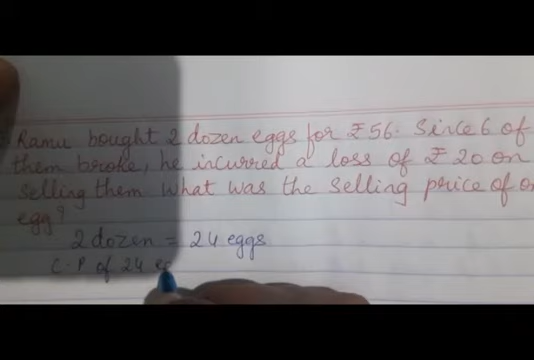 Ramu bought 2 dozen eggs for ₹56. Since 6 of
them broke, he incurred a loss of ₹ 20 on
selling them What was the selling price of
egg?
2 dozen = 24 eggs
C.P of 24